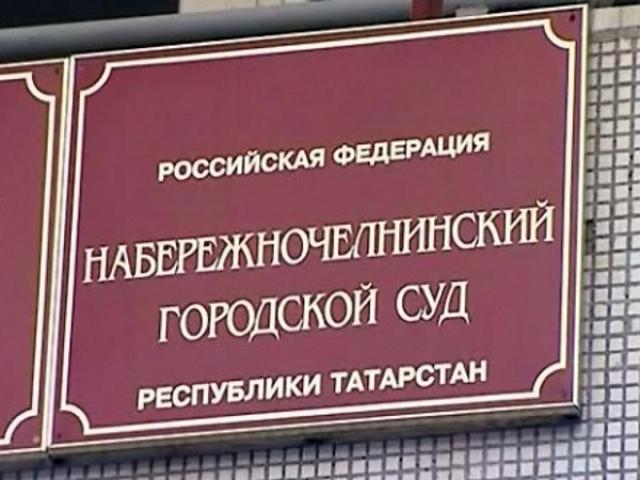 РОССИЙСКАЯ ФЕДЕРАЦИЯ
НАБЕРЕЖНОЧЕЛНИНСКИЙ
ГОРОДСКОЙ СУД
РЕСПУБЛИКИ ТАТАРСТАН